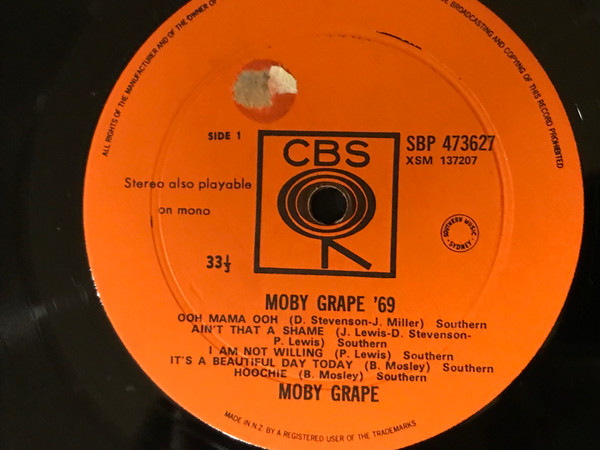 ALL RIGHTS OF THE MANUFACTURER AND OF THE OWNER OF
BROADCASTING AND COPYING OF THIS RECORD PROHIBITED
SIDE 1
CBS
SBP 473627
XSM 137207
Stereo also playable
on mono
SOUTHERN MUSIC
SYDNEY
33⅓
MOBY GRAPE '69
OOH MAMA OOH (D. Stevenson-J. Miller) Southern
AIN'T THAT A SHAME (J. Lewis-D. Stevenson-
P. Lewis) Southern
I AM NOT WILLING (P. Lewis) Southern
IT'S A BEAUTIFUL DAY TODAY (B. Mosley) Southern
HOOCHIE (B. Mosley) Southern
MOBY GRAPE
MADE IN N.Z. BY A REGISTERED USER OF THE TRADEMARKS